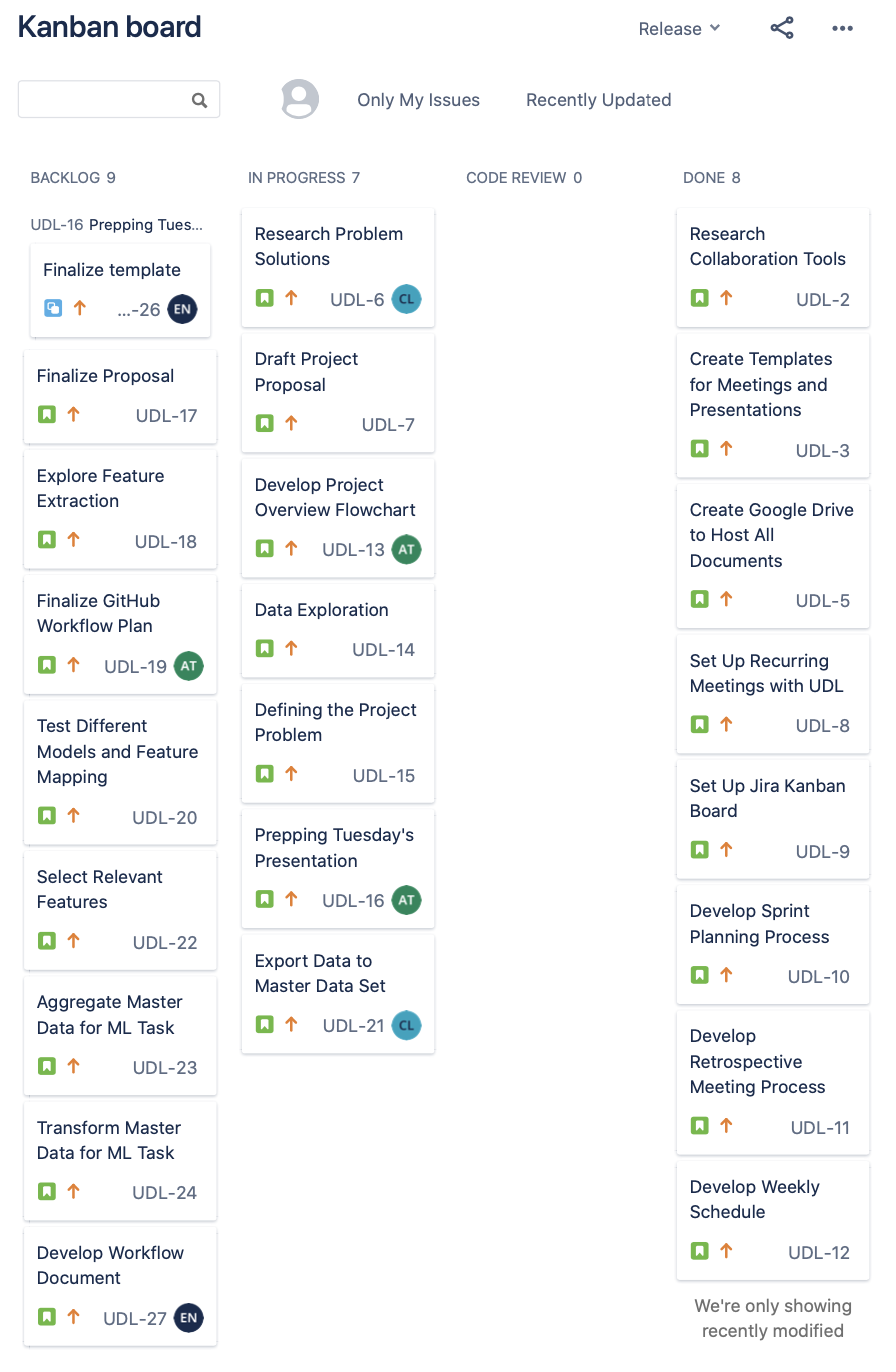 Kanban board
Release
Only My Issues
Recently Updated
BACKLOG 9
UDL-16 Prepping Tues...
Finalize template
...-26 EN
Finalize Proposal
UDL-17
Explore Feature
Extraction
UDL-18
Finalize GitHub
Workflow Plan
UDL-19 AT
Test Different
Models and Feature
Mapping
UDL-20
Select Relevant
Features
UDL-22
Aggregate Master
Data for ML Task
UDL-23
Transform Master
Data for ML Task
UDL-24
Develop Workflow
Document
UDL-27 EN
IN PROGRESS 7
Research Problem
Solutions
UDL-6 CL
Draft Project
Proposal
UDL-7
Develop Project
Overview Flowchart
UDL-13 AT
Data Exploration
UDL-14
Defining the Project
Problem
UDL-15
Prepping Tuesday's
Presentation
UDL-16 AT
Export Data to
Master Data Set
UDL-21 CL
CODE REVIEW 0
DONE 8
Research
Collaboration Tools
UDL-2
Create Templates
for Meetings and
Presentations
UDL-3
Create Google Drive
to Host All
Documents
UDL-5
Set Up Recurring
Meetings with UDL
UDL-8
Set Up Jira Kanban
Board
UDL-9
Develop Sprint
Planning Process
UDL-10
Develop
Retrospective
Meeting Process
UDL-11
Develop Weekly
Schedule
UDL-12
We're only showing
recently modified